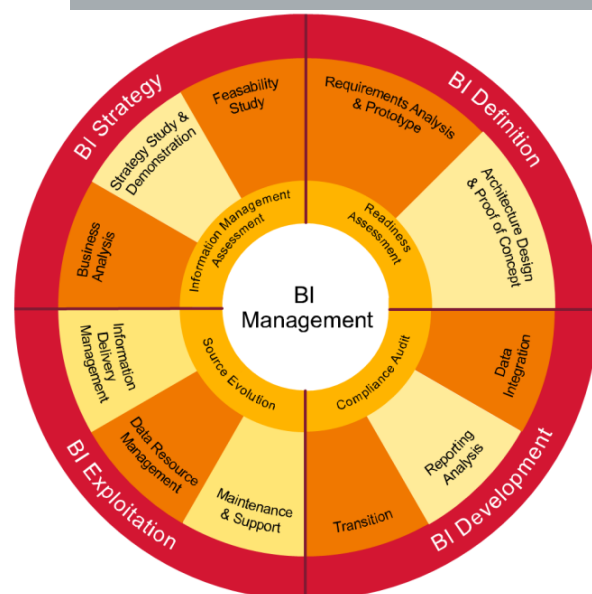 BI Strategy
Feasability
Study
Strategy Study &
Demonstration
Business
Analysis
Information Management
Assessment
BI Definition
Requirements Analysis
& Prototype
Architecture Design
& Proof of Concept
Readiness
Assessment
BI
Management
BI Development
Data
Integration
Reporting
Analysis
Transition
Compliance Audit
BI Exploitation
Maintenance
& Support
Data Resource
Management
Information
Delivery
Management
Source Evolution